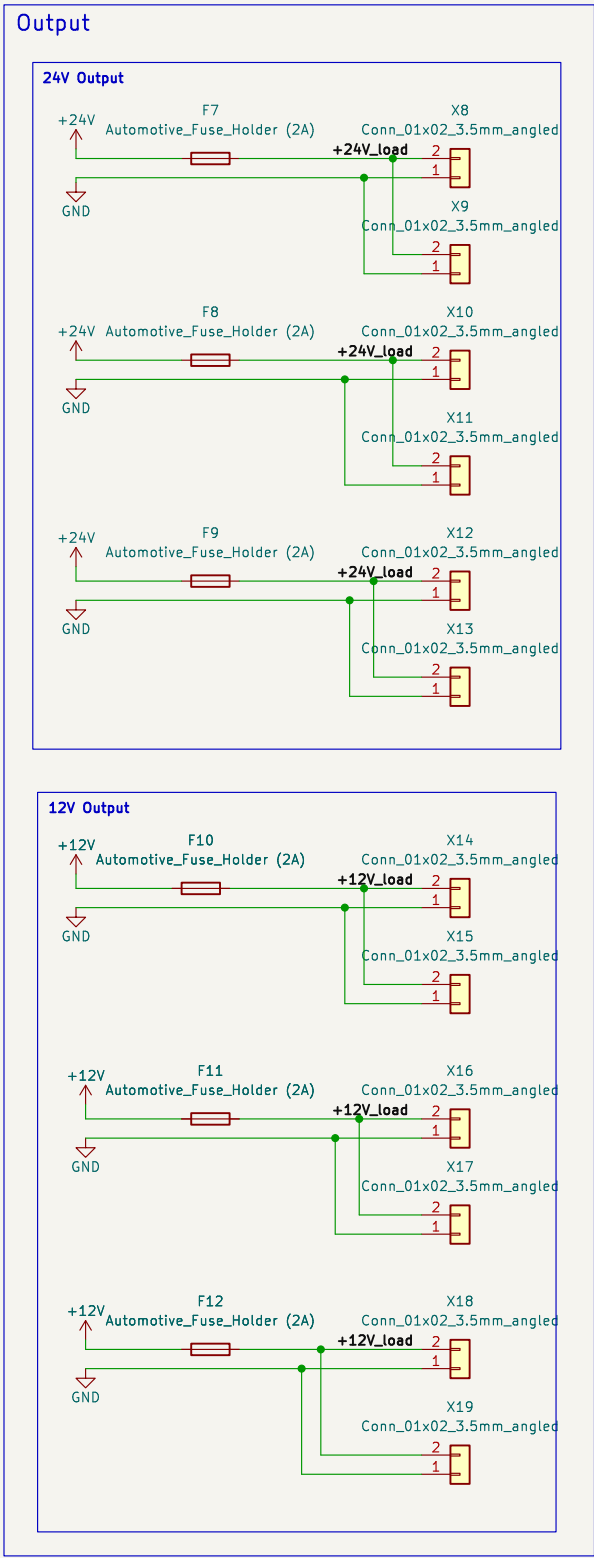 Output
24V Output
+24V
F7
Automotive_Fuse_Holder (2A)
+24V_load
X8
Conn_01x02_3.5mm_angled
2
1
GND
X9
Conn_01x02_3.5mm_angled
2
1
+24V
F8
Automotive_Fuse_Holder (2A)
+24V_load
X10
Conn_01x02_3.5mm_angled
2
1
GND
X11
Conn_01x02_3.5mm_angled
2
1
+24V
F9
Automotive_Fuse_Holder (2A)
+24V_load
X12
Conn_01x02_3.5mm_angled
2
1
GND
X13
Conn_01x02_3.5mm_angled
2
1
12V Output
+12V
F10
Automotive_Fuse_Holder (2A)
+12V_load
X14
Conn_01x02_3.5mm_angled
2
1
GND
X15
Conn_01x02_3.5mm_angled
2
1
+12V
F11
Automotive_Fuse_Holder (2A)
+12V_load
X16
Conn_01x02_3.5mm_angled
2
1
GND
X17
Conn_01x02_3.5mm_angled
2
1
+12V
F12
Automotive_Fuse_Holder (2A)
+12V_load
X18
Conn_01x02_3.5mm_angled
2
1
GND
X19
Conn_01x02_3.5mm_angled
2
1